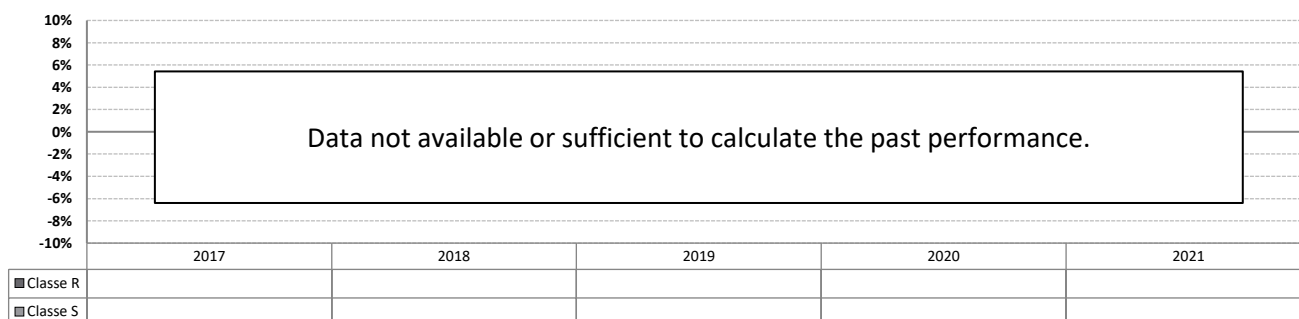 10%
8%
6%
4%
2%
0%
-2%
-4%
-6%
-8%
-10%
Data not available or sufficient to calculate the past performance.
2017 2018 2019 2020 2021
Classe R
Classe S